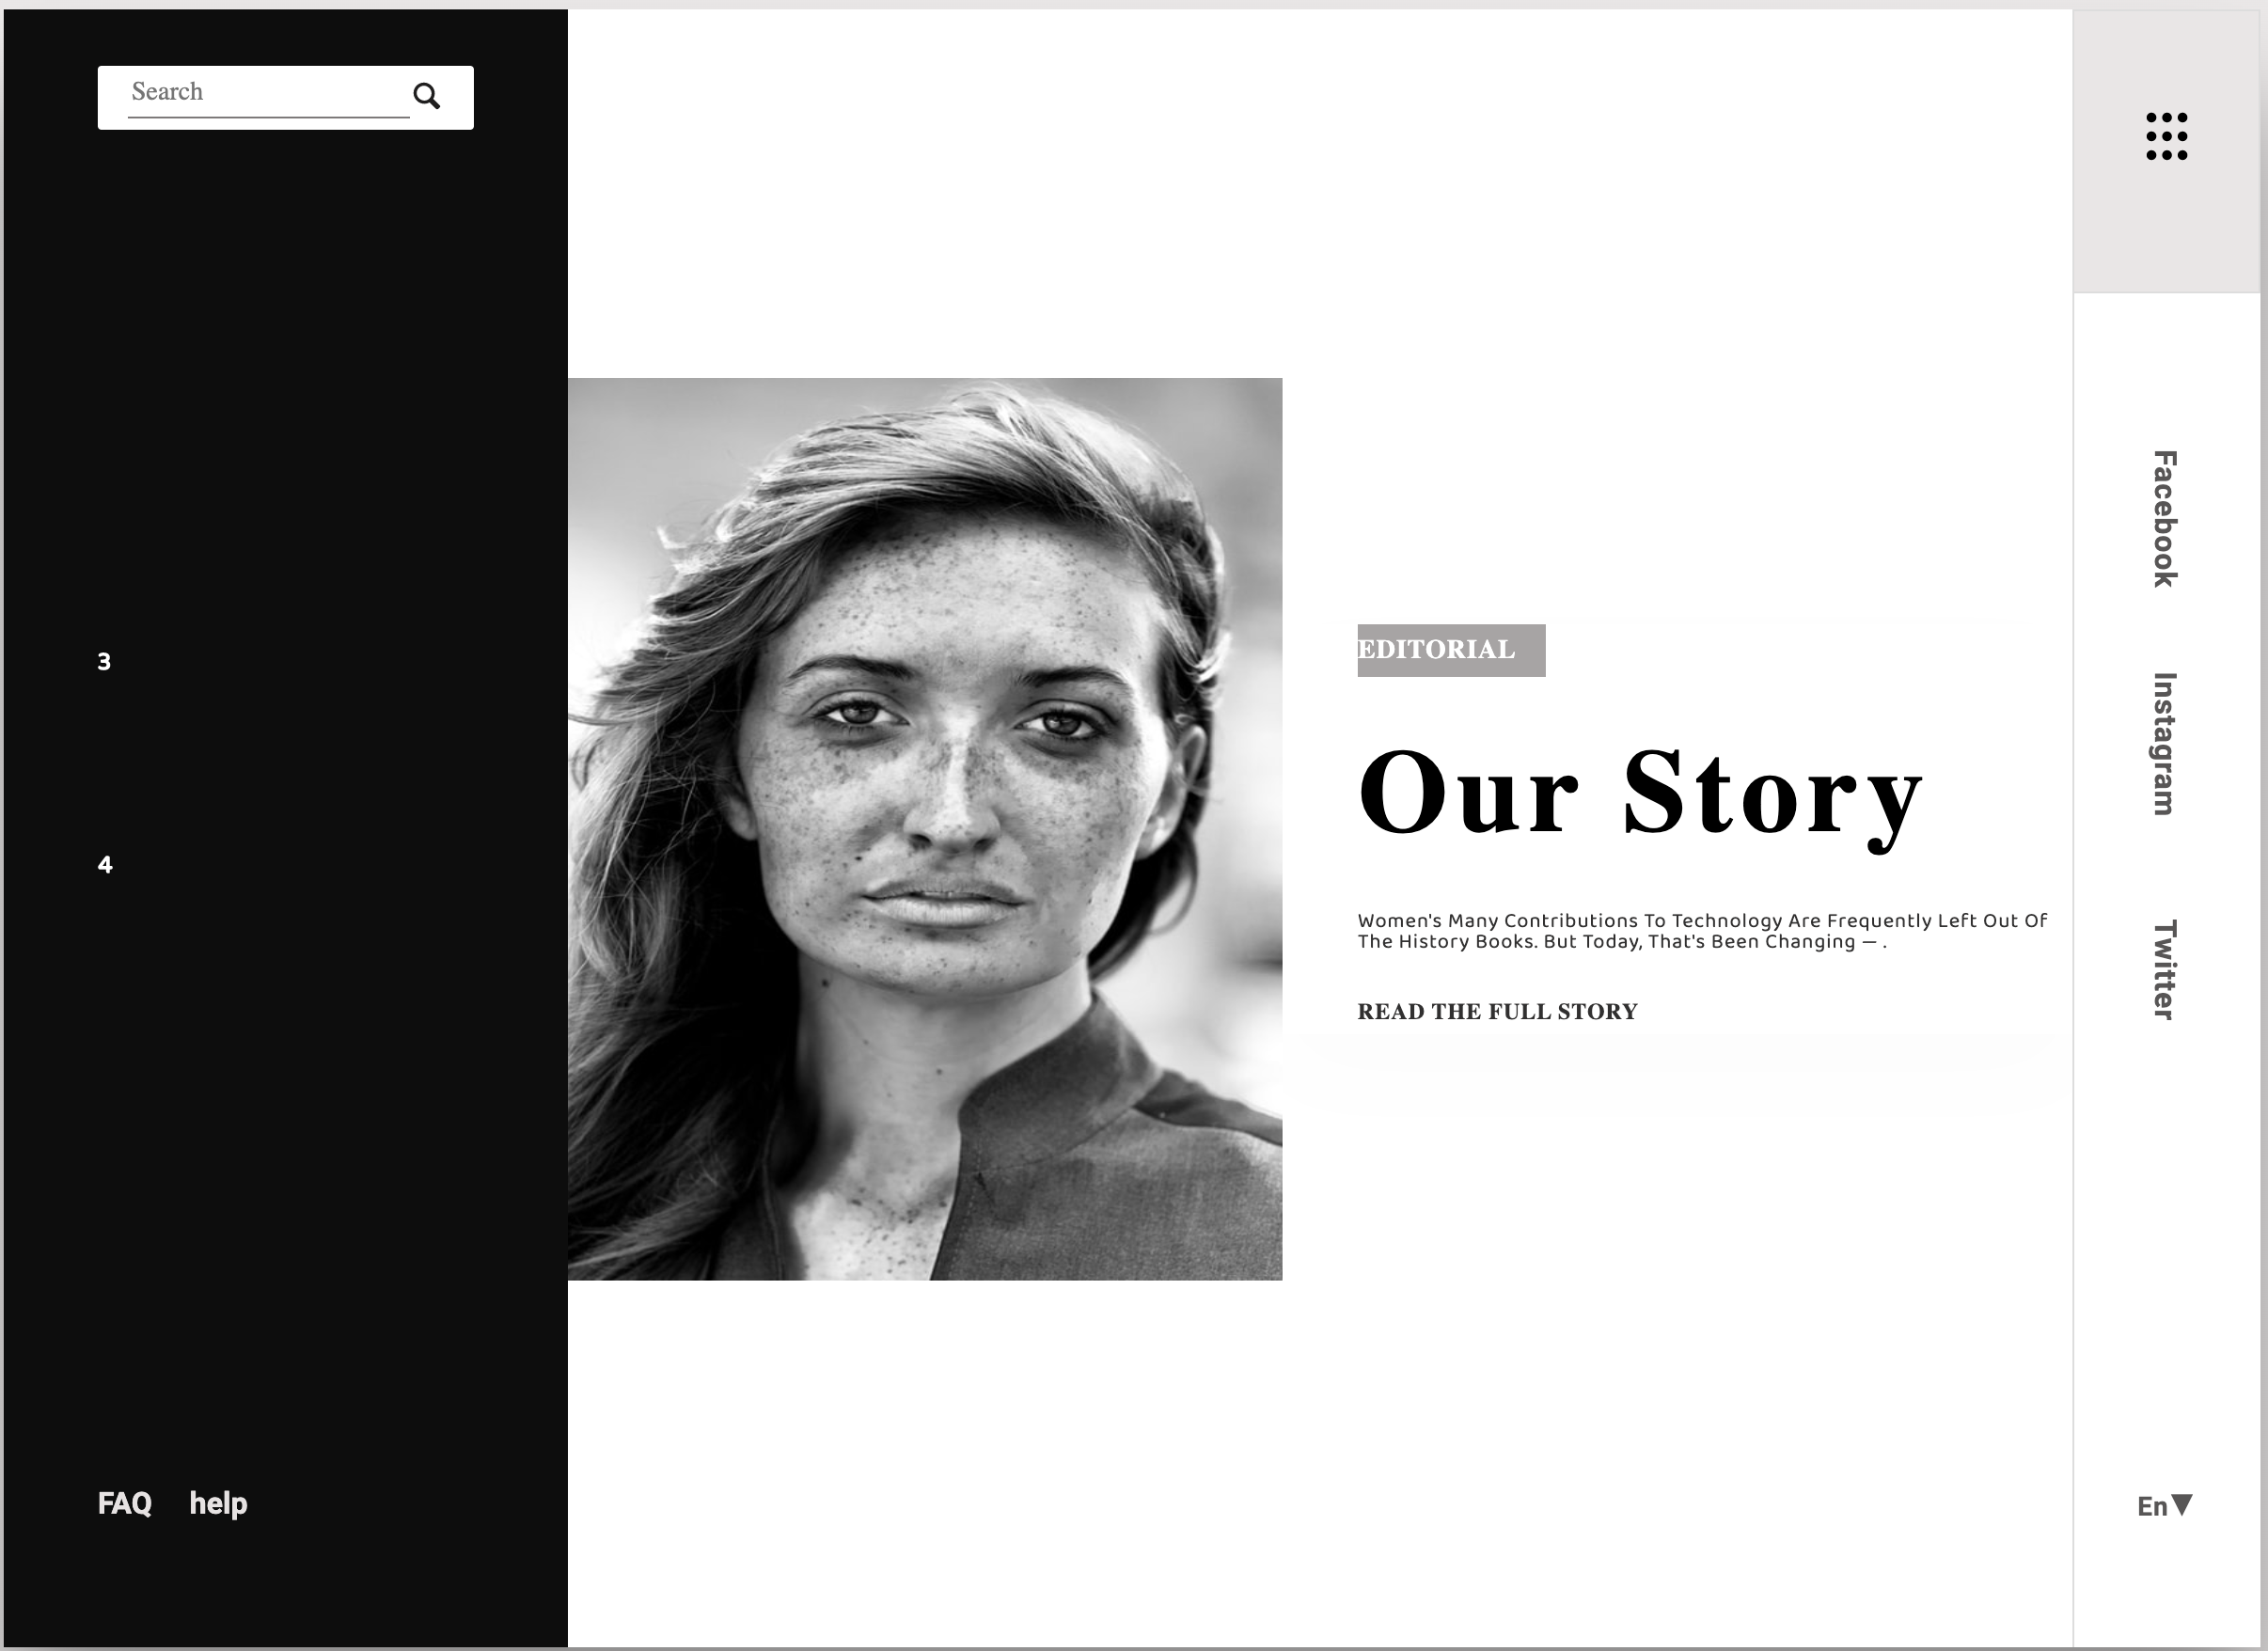 Search
3
4
FAQ help
EDITORIAL
Our Story
Women's Many Contributions To Technology Are Frequently Left Out Of
The History Books. But Today, That's Been Changing — .
READ THE FULL STORY
Facebook
Instagram
Twitter
En▼